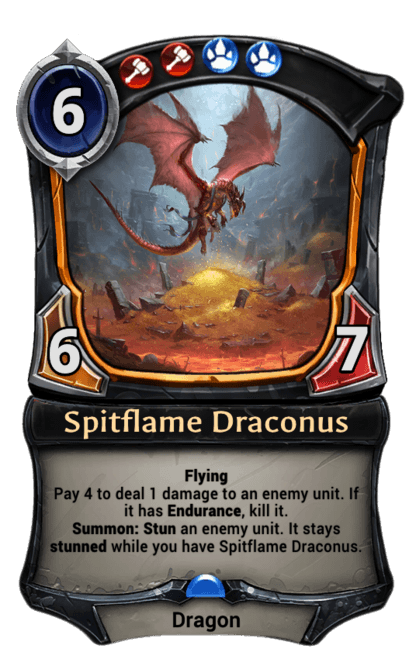 6
6
7
Spitflame Draconus
Flying
Pay 4 to deal 1 damage to an enemy unit. If
it has Endurance, kill it.
Summon: Stun an enemy unit. It stays
stunned while you have Spitflame Draconus.
Dragon